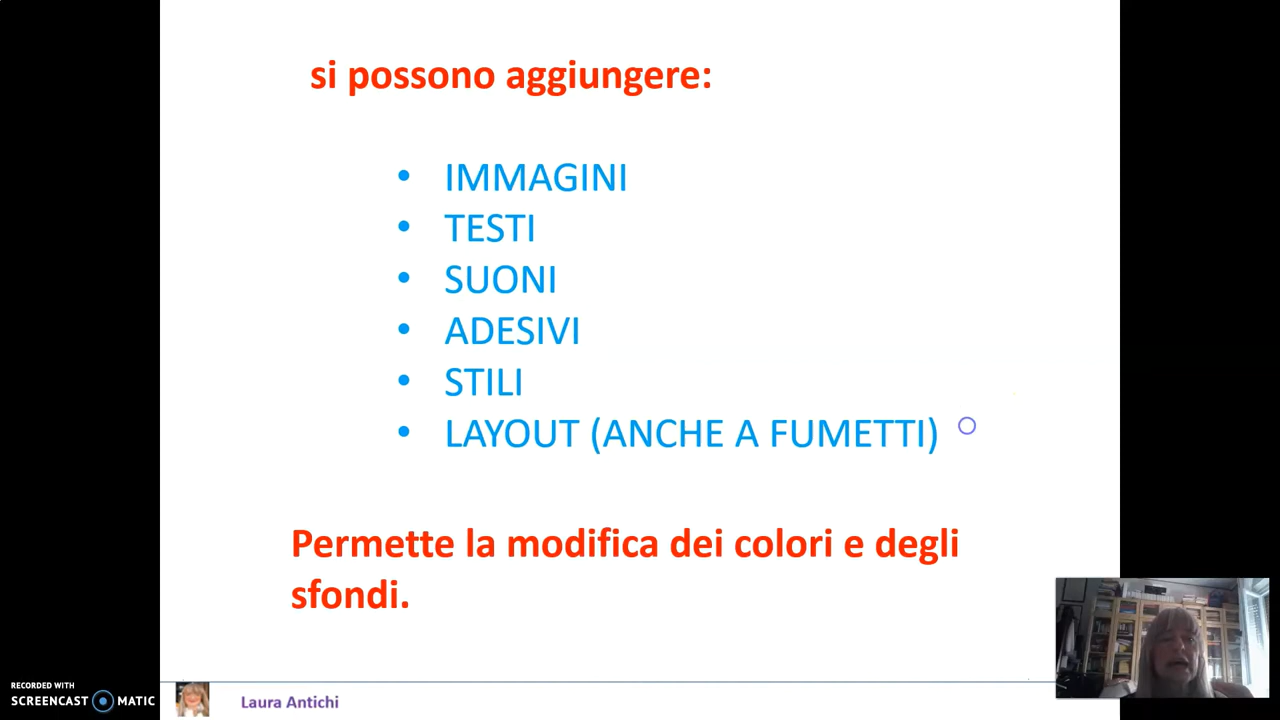 si possono aggiungere:
• IMMAGINI
• TESTI
• SUONI
• ADESIVI
• STILI
• LAYOUT (ANCHE A FUMETTI)
Permette la modifica dei colori e degli
sfondi.
RECORDED WITH
SCREENCAST MATIC
Laura Antichi